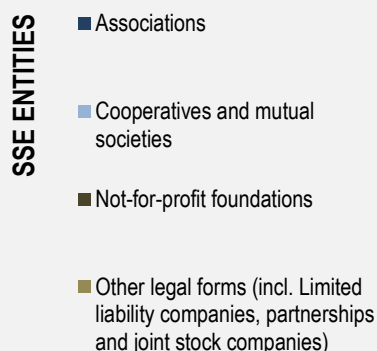 SSE ENTITIES
Associations
Cooperatives and mutual
societies
Not-for-profit foundations
Other legal forms (incl. Limited
liability companies, partnerships
and joint stock companies)